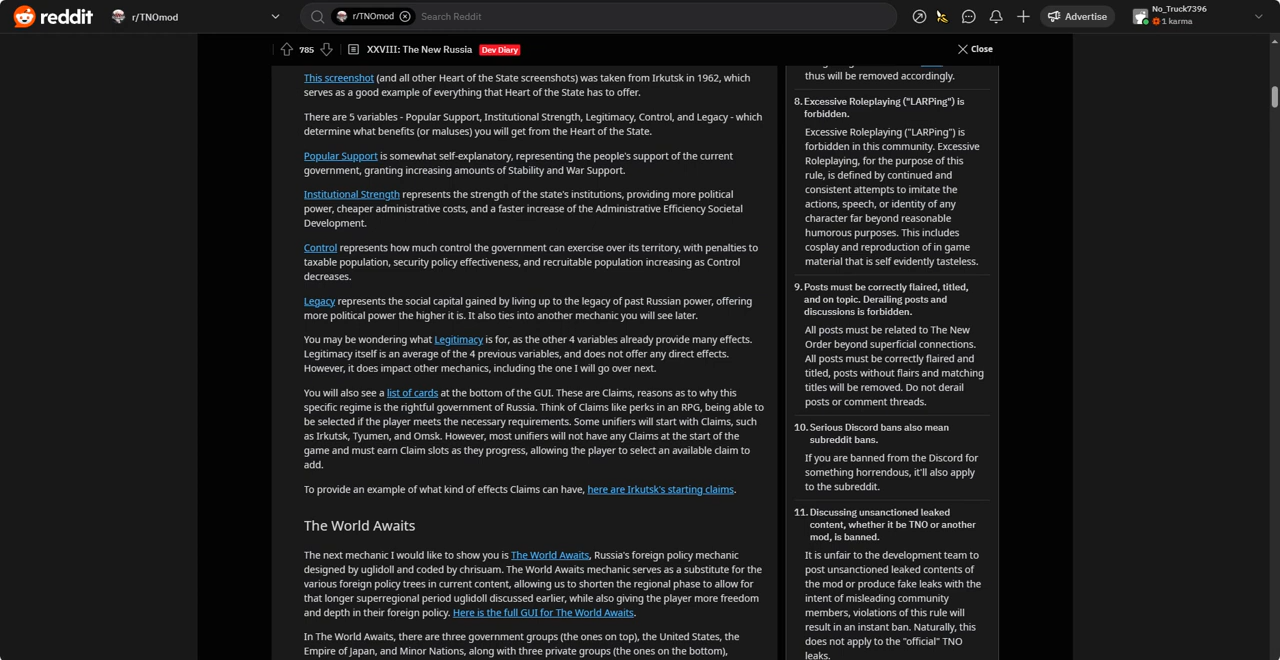 reddit
r/TNOmod
r/TNOmod
Search Reddit
Advertise
No_Truck7396
1 karma
785
XXVIII: The New Russia
Dev Diary
Close
This screenshot (and all other Heart of the State screenshots) was taken from Irkutsk in 1962, which
serves as a good example of everything that Heart of the State has to offer.
There are 5 variables - Popular Support, Institutional Strength, Legitimacy, Control, and Legacy - which
determine what benefits (or maluses) you will get from the Heart of the State.
Popular Support is somewhat self-explanatory, representing the people's support of the current
government, granting increasing amounts of Stability and War Support.
Institutional Strength represents the strength of the state's institutions, providing more political
power, cheaper administrative costs, and a faster increase of the Administrative Efficiency Societal
Development.
Control represents how much control the government can exercise over its territory, with penalties to
taxable population, security policy effectiveness, and recruitable population increasing as Control
decreases.
Legacy represents the social capital gained by living up to the legacy of past Russian power, offering
more political power the higher it is. It also ties into another mechanic you will see later.
You may be wondering what Legitimacy is for, as the other 4 variables already provide many effects.
Legitimacy itself is an average of the 4 previous variables, and does not offer any direct effects.
However, it does impact other mechanics, including the one I will go over next.
You will also see a list of cards at the bottom of the GUI. These are Claims, reasons as to why this
specific regime is the rightful government of Russia. Think of Claims like perks in an RPG, being able to
be selected if the player meets the necessary requirements. Some unifiers will start with Claims, such
as Irkutsk, Tyumen, and Omsk. However, most unifiers will not have any Claims at the start of the
game and must earn Claim slots as they progress, allowing the player to select an available claim to
add.
To provide an example of what kind of effects Claims can have, here are Irkutsk's starting claims.
The World Awaits
The next mechanic I would like to show you is The World Awaits, Russia's foreign policy mechanic
designed by uglidoll and coded by chrisuam. The World Awaits mechanic serves as a substitute for the
various foreign policy trees in current content, allowing us to shorten the regional phase to allow for
that longer superregional period uglidoll discussed earlier, while also giving the player more freedom
and depth in their foreign policy. Here is the full GUI for The World Awaits.
In The World Awaits, there are three government groups (the ones on top), the United States, the
Empire of Japan, and Minor Nations, along with three private groups (the ones on the bottom),
thus will be removed accordingly.
8. Excessive Roleplaying ("LARPing") is
forbidden.
Excessive Roleplaying ("LARPing") is
forbidden in this community. Excessive
Roleplaying, for the purpose of this
rule, is defined by continued and
consistent attempts to imitate the
actions, speech, or identity of any
character far beyond reasonable
humorous purposes. This includes
cosplay and reproduction of in game
material that is self evidently tasteless.
9. Posts must be correctly flaired, titled,
and on topic. Derailing posts and
discussions is forbidden.
All posts must be related to The New
Order beyond superficial connections.
All posts must be correctly flaired and
titled, posts without flairs and matching
titles will be removed. Do not derail
posts or comment threads.
10. Serious Discord bans also mean
subreddit bans.
If you are banned from the Discord for
something horrendous, it'll also apply
to the subreddit.
11. Discussing unsanctioned leaked
content, whether it be TNO or another
mod, is banned.
It is unfair to the development team to
post unsanctioned leaked contents of
the mod or produce fake leaks with the
intent of misleading community
members, violations of this rule will
result in an instant ban. Naturally, this
does not apply to the "official" TNO
leaks.